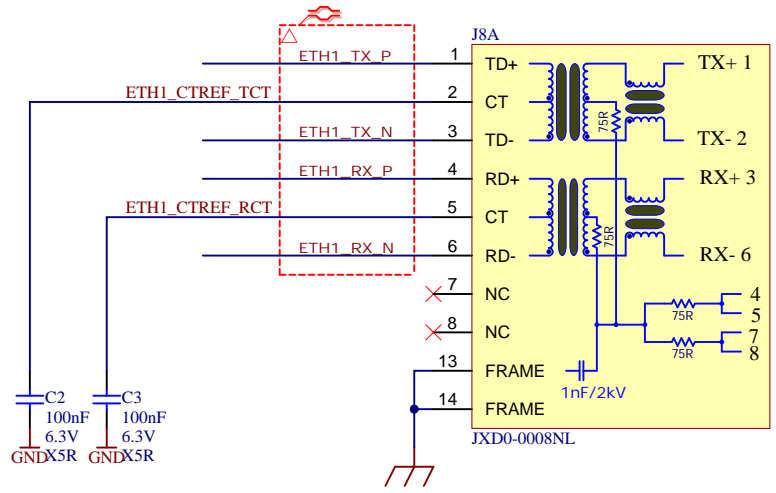 J8A
ETH1_TX_P 1 TD+ TX+ 1
ETH1_CTREF_TCT 2 CT
75R
ETH1_TX_N 3 TD- TX- 2
ETH1_RX_P 4 RD+ RX+ 3
ETH1_CTREF_RCT 5 CT
75R
ETH1_RX_N 6 RD- RX- 6
7 NC 4
75R 5
8 NC 7
75R 8
13 FRAME
1nF/2kV
14 FRAME
C2 C3
100nF 100nF
6.3V 6.3V
X5R X5R
GND GND
JXD0-0008NL